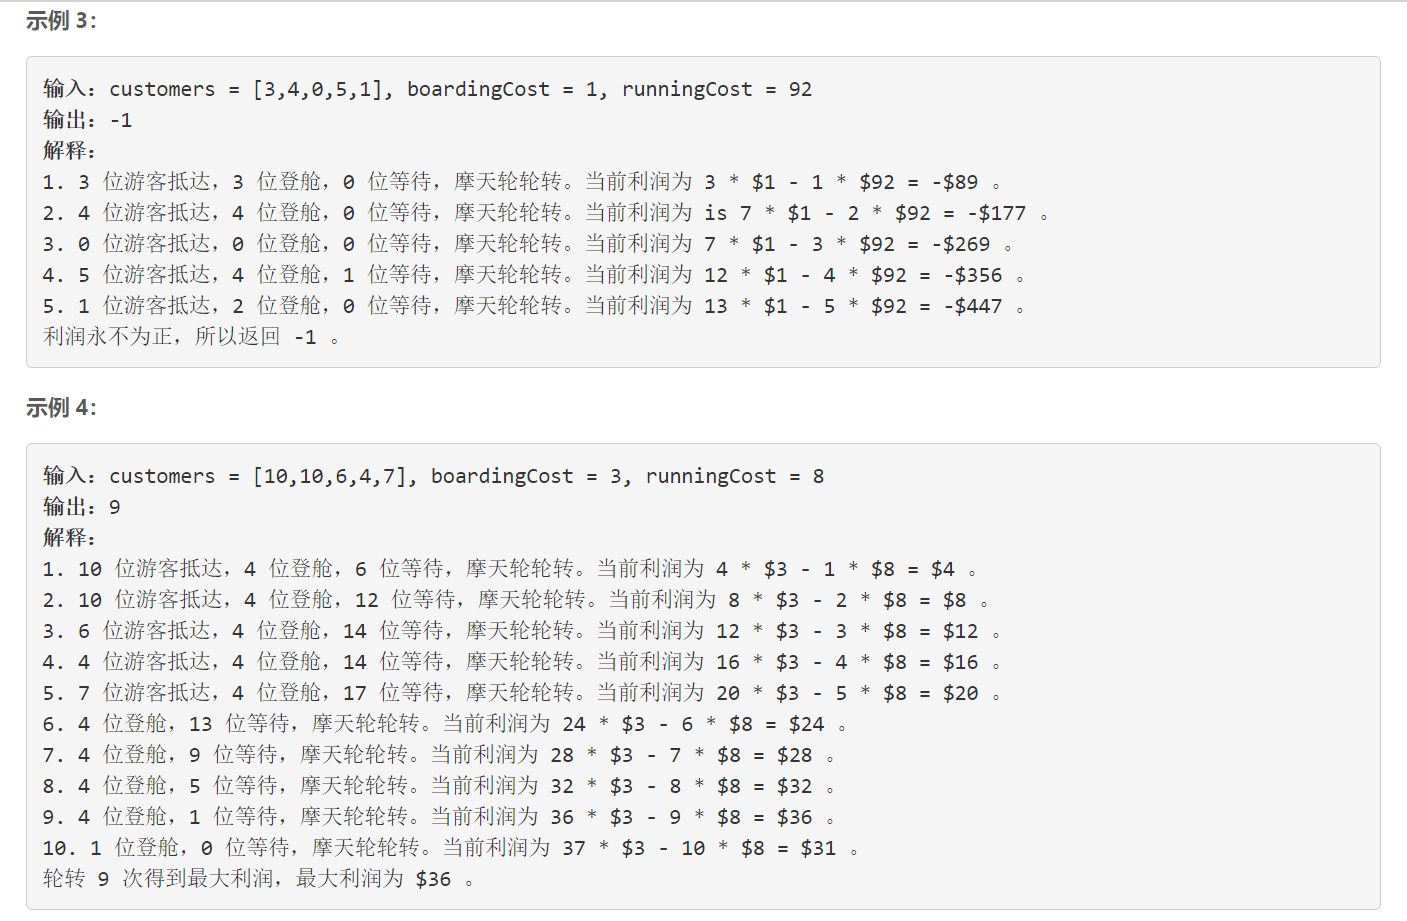 示例 3：
输入：customers = [3,4,0,5,1], boardingCost = 1, runningCost = 92
输出：-1
解释：
1. 3 位游客抵达，3 位登舱，0 位等待，摩天轮轮转。当前利润为 3 * $1 - 1 * $92 = -$89 。
2. 4 位游客抵达，4 位登舱，0 位等待，摩天轮轮转。当前利润为 is 7 * $1 - 2 * $92 = -$177 。
3. 0 位游客抵达，0 位登舱，0 位等待，摩天轮轮转。当前利润为 7 * $1 - 3 * $92 = -$269 。
4. 5 位游客抵达，4 位登舱，1 位等待，摩天轮轮转。当前利润为 12 * $1 - 4 * $92 = -$356 。
5. 1 位游客抵达，2 位登舱，0 位等待，摩天轮轮转。当前利润为 13 * $1 - 5 * $92 = -$447 。
利润永不为正，所以返回 -1 。
示例 4：
输入：customers = [10,10,6,4,7], boardingCost = 3, runningCost = 8
输出：9
解释：
1. 10 位游客抵达，4 位登舱，6 位等待，摩天轮轮转。当前利润为 4 * $3 - 1 * $8 = $4 。
2. 10 位游客抵达，4 位登舱，12 位等待，摩天轮轮转。当前利润为 8 * $3 - 2 * $8 = $8 。
3. 6 位游客抵达，4 位登舱，14 位等待，摩天轮轮转。当前利润为 12 * $3 - 3 * $8 = $12 。
4. 4 位游客抵达，4 位登舱，14 位等待，摩天轮轮转。当前利润为 16 * $3 - 4 * $8 = $16 。
5. 7 位游客抵达，4 位登舱，17 位等待，摩天轮轮转。当前利润为 20 * $3 - 5 * $8 = $20 。
6. 4 位登舱，13 位等待，摩天轮轮转。当前利润为 24 * $3 - 6 * $8 = $24 。
7. 4 位登舱，9 位等待，摩天轮轮转。当前利润为 28 * $3 - 7 * $8 = $28 。
8. 4 位登舱，5 位等待，摩天轮轮转。当前利润为 32 * $3 - 8 * $8 = $32 。
9. 4 位登舱，1 位等待，摩天轮轮转。当前利润为 36 * $3 - 9 * $8 = $36 。
10. 1 位登舱，0 位等待，摩天轮轮转。当前利润为 37 * $3 - 10 * $8 = $31 。
轮转 9 次得到最大利润，最大利润为 $36 。